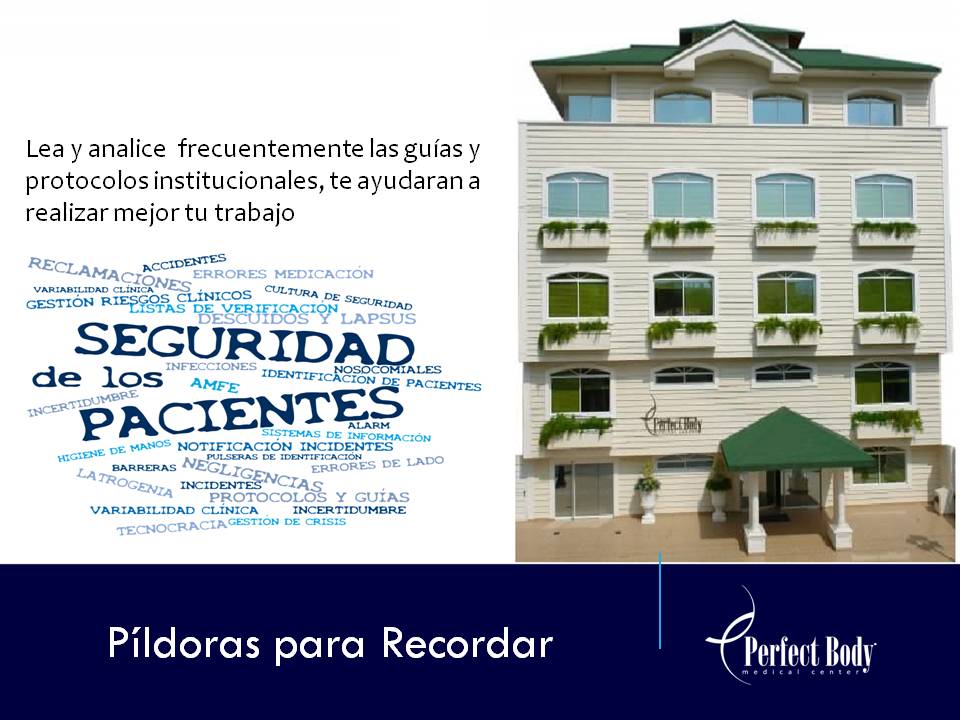 Lea y analice frecuentemente las guías y
protocolos institucionales, te ayudaran a
realizar mejor tu trabajo
RECLAMACIONES
ACCIDENTES
ERRORES MEDICACIÓN
VARIABILIDAD CLÍNICA
CULTURA DE SEGURIDAD
GESTIÓN RIESGOS CLÍNICOS
LISTAS DE VERIFICACIÓN
DESCUIDOS Y LAPSUS
SEGURIDAD
INFECCIONES
NOSOCOMIALES
de los
AMFE
IDENTIFICACIÓN DE PACIENTES
INCERTIDUMBRE
PACIENTES
ALARM
SISTEMAS DE INFORMACIÓN
HIGIENE DE MANOS
NOTIFICACIÓN INCIDENTES
PULSERAS DE IDENTIFICACIÓN
BARRERAS
NEGLIGENCIAS
ERRORES DE LADO
LATROGENIA
INCIDENTES
PROTOCOLOS Y GUÍAS
VARIABILIDAD CLÍNICA
INCERTIDUMBRE
TECNOCRACIA
GESTIÓN DE CRISIS
Perfect Body
Píldoras para Recordar
Perfect Body
medical center